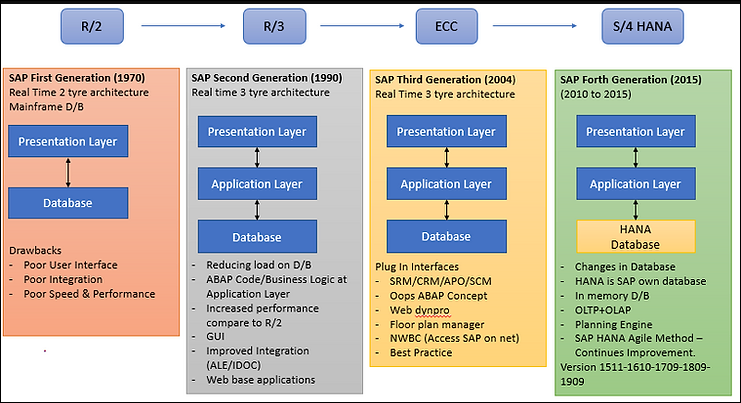 R/2
R/3
ECC
S/4 HANA
SAP First Generation (1970)
Real Time 2 tyre architecture
Mainframe D/B
Presentation Layer
Database
Drawbacks
- Poor User Interface
- Poor Integration
- Poor Speed & Performance
SAP Second Generation (1990)
Real time 3 tyre architecture
Presentation Layer
Application Layer
Database
- Reducing load on D/B
- ABAP Code/Business Logic at
Application Layer
- Increased performance
compare to R/2
- GUI
- Improved Integration
(ALE/IDOC)
- Web base applications
SAP Third Generation (2004)
Real Time 3 tyre architecture
Presentation Layer
Application Layer
Database
Plug In Interfaces
- SRM/CRM/APO/SCM
- Oops ABAP Concept
- Web dynpro
- Floor plan manager
- NWBC (Access SAP on net)
- Best Practice
SAP Forth Generation (2015)
(2010 to 2015)
Presentation Layer
Application Layer
HANA
Database
- Changes in Database
- HANA is SAP own database
- In memory D/B
- OLTP+OLAP
- Planning Engine
- SAP HANA Agile Method –
Continues Improvement.
Version 1511-1610-1709-1809-
1909